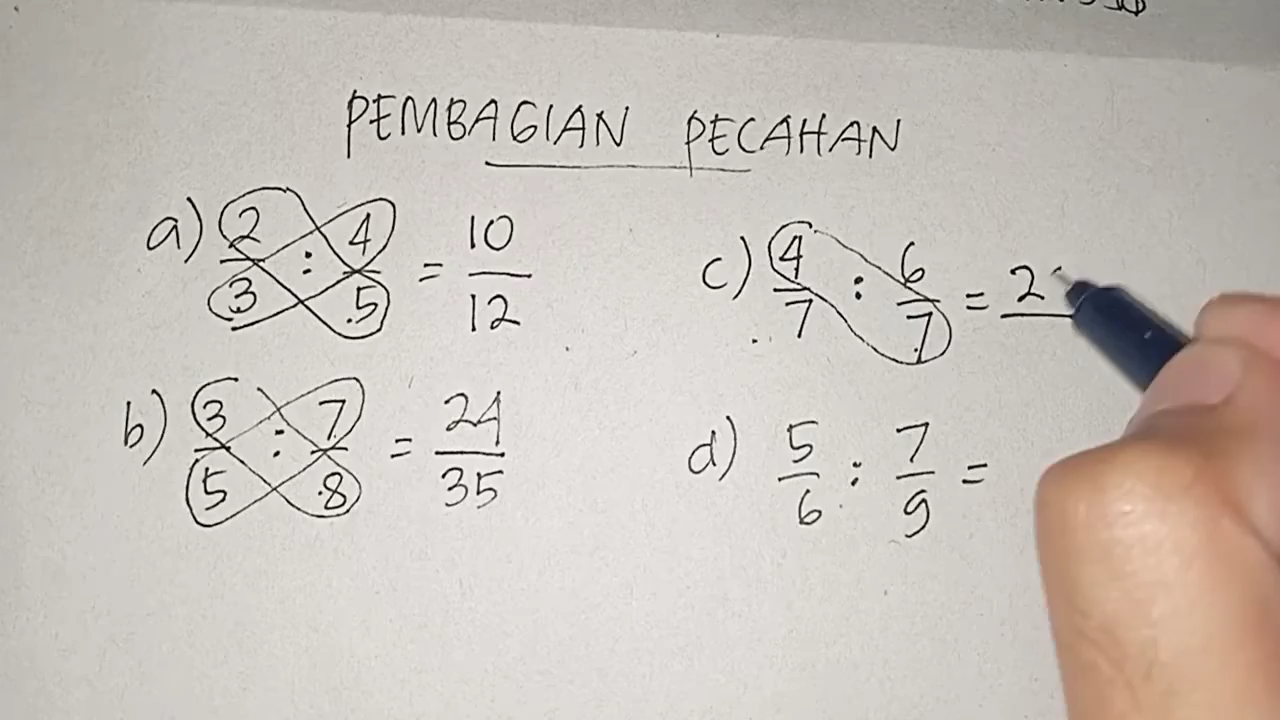 PEMBAGIAN PECAHAN
a) 2/3 : 4/5 = 10/12
b) 3/5 : 7/8 = 24/35
c) 4/7 : 6/7 = 2
d) 5/6 : 7/9 =